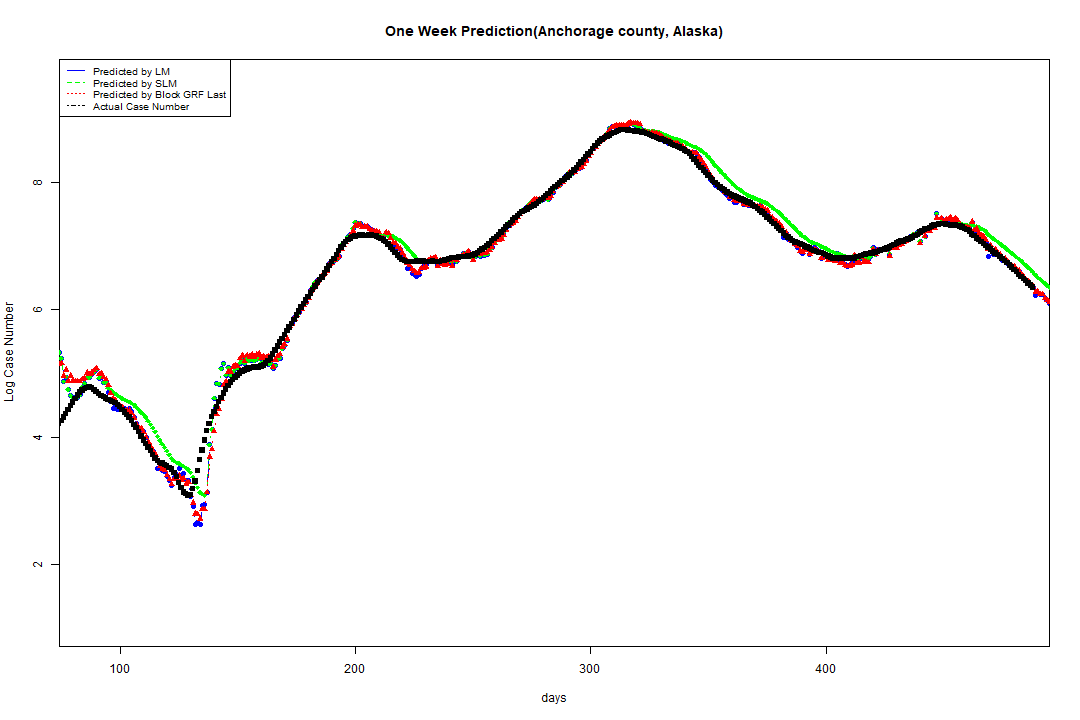 One Week Prediction(Anchorage county, Alaska)
Predicted by LM
Predicted by SLM
Predicted by Block GRF Last
Actual Case Number
Log Case Number
8
6
4
2
100 200 300 400
days